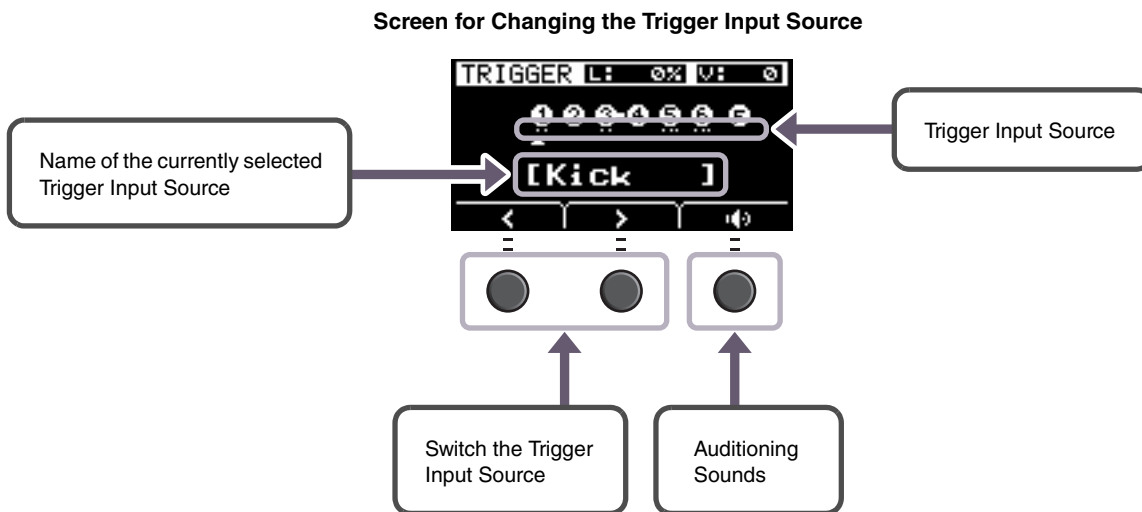 Screen for Changing the Trigger Input Source
TRIGGER L: 0% V: 0
1 2 3 4 5 6 F
[Kick ]
< >
Name of the currently selected
Trigger Input Source
Trigger Input Source
Switch the Trigger
Input Source
Auditioning
Sounds